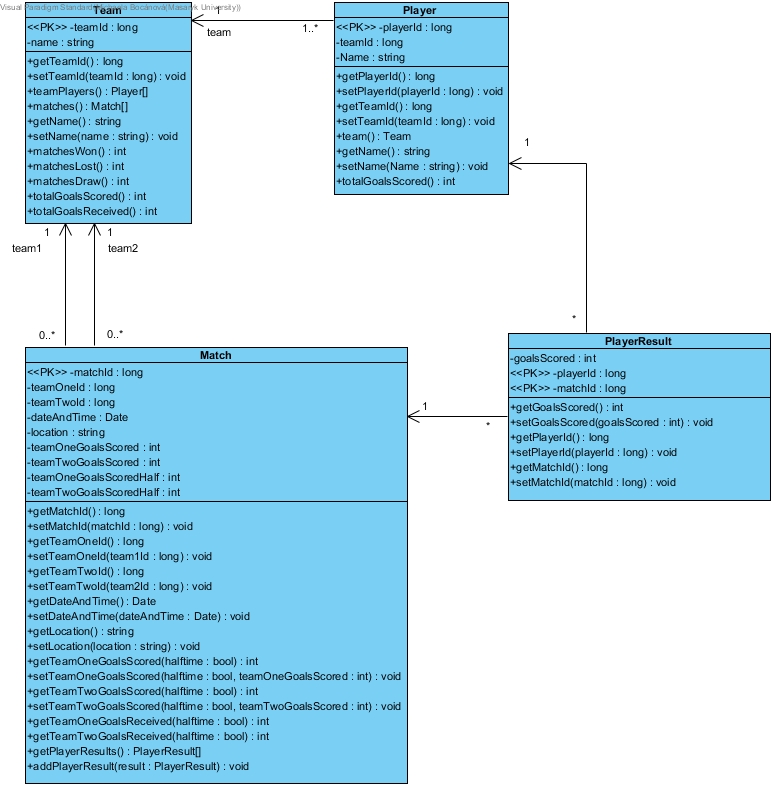 Visual Paradigm Standard(Michaela Bocánová(Masaryk University))
Team
<<PK>> -teamId : long
-name : string
+getTeamId() : long
+setTeamId(teamId : long) : void
+teamPlayers() : Player[]
+matches() : Match[]
+getName() : string
+setName(name : string) : void
+matchesWon() : int
+matchesLost() : int
+matchesDraw() : int
+totalGoalsScored() : int
+totalGoalsReceived() : int
1
team
1..*
Player
<<PK>> -playerId : long
-teamId : long
-Name : string
+getPlayerId() : long
+setPlayerId(playerId : long) : void
+getTeamId() : long
+setTeamId(teamId : long) : void
+team() : Team
+getName() : string
+setName(Name : string) : void
+totalGoalsScored() : int
1
*
1
team1
1
team2
0..*
0..*
PlayerResult
-goalsScored : int
<<PK>> -playerId : long
<<PK>> -matchId : long
+getGoalsScored() : int
+setGoalsScored(goalsScored : int) : void
+getPlayerId() : long
+setPlayerId(playerId : long) : void
+getMatchId() : long
+setMatchId(matchId : long) : void
1
*
Match
<<PK>> -matchId : long
-teamOneId : long
-teamTwoId : long
-dateAndTime : Date
-location : string
-teamOneGoalsScored : int
-teamTwoGoalsScored : int
-teamOneGoalsScoredHalf : int
-teamTwoGoalsScoredHalf : int
+getMatchId() : long
+setMatchId(matchId : long) : void
+getTeamOneId() : long
+setTeamOneId(team1Id : long) : void
+getTeamTwoId() : long
+setTeamTwoId(team2Id : long) : void
+getDateAndTime() : Date
+setDateAndTime(dateAndTime : Date) : void
+getLocation() : string
+setLocation(location : string) : void
+getTeamOneGoalsScored(halftime : bool) : int
+setTeamOneGoalsScored(halftime : bool, teamOneGoalsScored : int) : void
+getTeamTwoGoalsScored(halftime : bool) : int
+setTeamTwoGoalsScored(halftime : bool, teamTwoGoalsScored : int) : void
+getTeamOneGoalsReceived(halftime : bool) : int
+getTeamTwoGoalsReceived(halftime : bool) : int
+getPlayerResults() : PlayerResult[]
+addPlayerResult(result : PlayerResult) : void